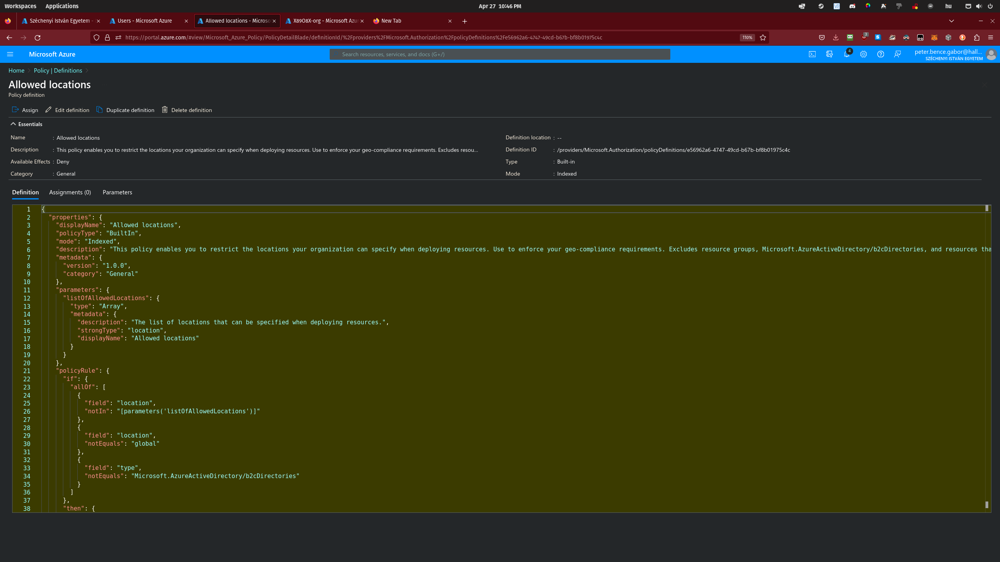 Workspaces Applications Apr 27 10:46 PM hu
Széchenyi István Egyetem - Users - Microsoft Azure Allowed locations - Microso X89O8X-org - Microsoft Azur New Tab
https://portal.azure.com/#view/Microsoft_Azure_Policy/PolicyDetailBlade/definitionId/%2Fproviders%2FMicrosoft.Authorization%2FpolicyDefinitions%2Fe56962a6-4747-49cd-b67b-bf8b01975c4c 110% 3
Microsoft Azure Search resources, services, and docs (G+/) 4 peter.bence.gabor@hall...
SZÉCHENYI ISTVÁN EGYETEM
Home Policy | Definitions
Allowed locations
Policy definition
Assign Edit definition Duplicate definition Delete definition
Essentials
Name : Allowed locations Definition location : --
Description : This policy enables you to restrict the locations your organization can specify when deploying resources. Use to enforce your geo-compliance requirements. Excludes resou... Definition ID : /providers/Microsoft.Authorization/policyDefinitions/e56962a6-4747-49cd-b67b-bf8b01975c4c
Available Effects : Deny Type : Built-in
Category : General Mode : Indexed
Definition Assignments (0) Parameters
1 {
2 "properties": {
3 "displayName": "Allowed locations",
4 "policyType": "BuiltIn",
5 "mode": "Indexed",
6 "description": "This policy enables you to restrict the locations your organization can specify when deploying resources. Use to enforce your geo-compliance requirements. Excludes resource groups, Microsoft.AzureActiveDirectory/b2cDirectories, and resources tha
7 "metadata": {
8 "version": "1.0.0",
9 "category": "General"
10 },
11 "parameters": {
12 "listOfAllowedLocations": {
13 "type": "Array",
14 "metadata": {
15 "description": "The list of locations that can be specified when deploying resources.",
16 "strongType": "location",
17 "displayName": "Allowed locations"
18 }
19 }
20 },
21 "policyRule": {
22 "if": {
23 "allOf": [
24 {
25 "field": "location",
26 "notIn": "[parameters('listOfAllowedLocations')]"
27 },
28 {
29 "field": "location",
30 "notEquals": "global"
31 },
32 {
33 "field": "type",
34 "notEquals": "Microsoft.AzureActiveDirectory/b2cDirectories"
35 }
36 ]
37 },
38 "then": {